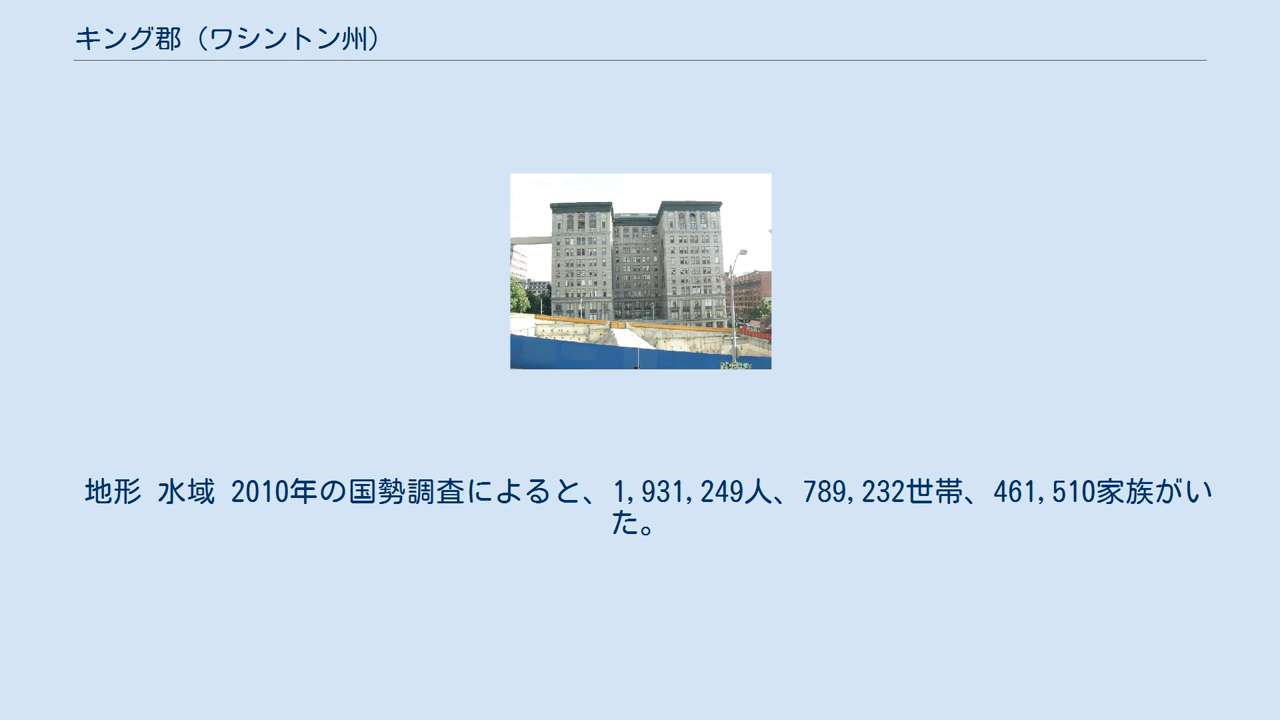 キング郡（ワシントン州）
地形 水域 2010年の国勢調査によると、1,931,249人、789,232世帯、461,510家族がい
た。